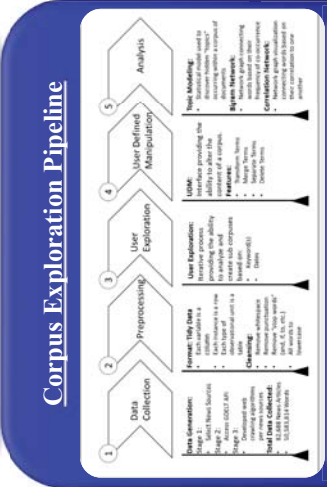 Corpus Exploration Pipeline
1
Data
Collection
2
Preprocessing
3
User
Exploration
4
User Defined
Manipulation
5
Analysis
Data Generation:
Stage 1:
• Select News Sources
Stage 2:
• Access GDELT API
Stage 3:
• Developed web
crawling algorithms
per news sources
Total Data Collected:
• 82,688 News Articles
• 50,583,814 Words
Format: Tidy Data
• Each variable is a
column
• Each instance is a row
• Each type of
observational unit is a
table
Cleansing:
• Remove whitespace
• Remove punctuation
• Remove "stop words"
(and, if, to, etc.)
• All words to
lowercase
User Exploration:
Iterative process
providing the ability
to analyze and
create sub corpuses
based on:
• Keyword(s)
• Dates
UDM:
Interface providing the
ability to alter the
content of a corpus.
Features:
• Transform Terms
• Merge Terms
• Separate Terms
• Delete Terms
Topic Modeling:
• Statistical model used to
uncover hidden "topics"
occurring within a corpus of
documents
Bigram Network:
• Network graph connecting
words based on their
frequency of co-occurrence
Correlation Network:
• Network graph visualization
connecting words based on
their correlation to one
another